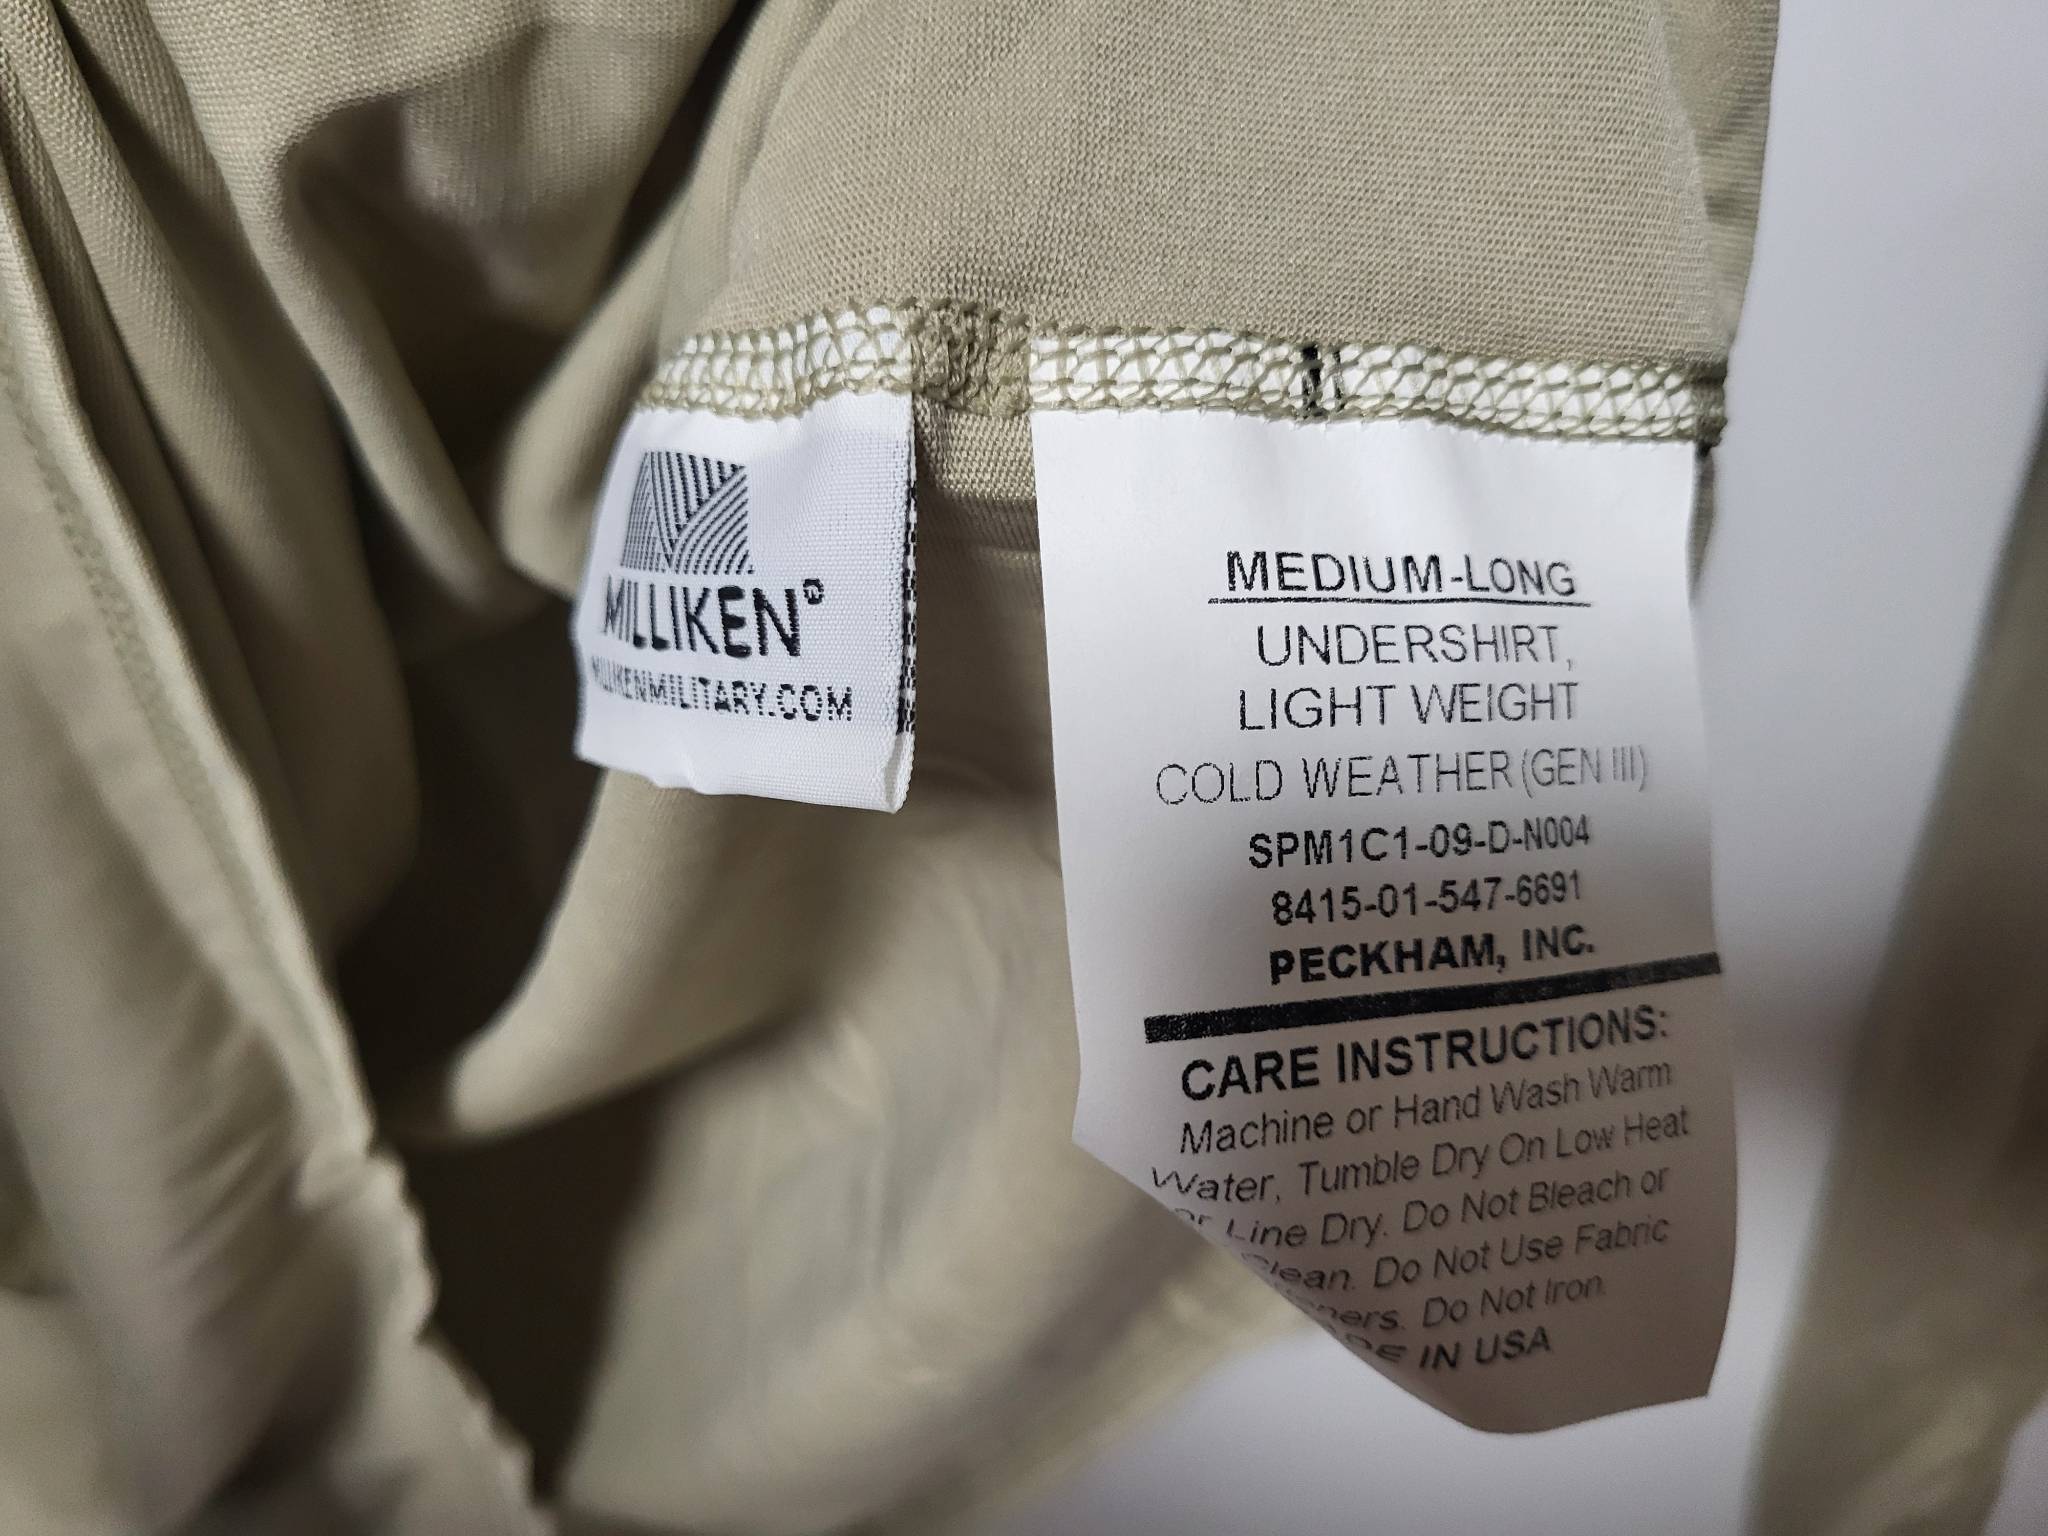 MILLIKEN®
MILLIKENMILITARY.COM
MEDIUM-LONG
UNDERSHIRT,
LIGHT WEIGHT
COLD WEATHER (GEN III)
SPM1C1-09-D-N004
8415-01-547-6691
PECKHAM, INC.
CARE INSTRUCTIONS:
Machine or Hand Wash Warm
Water, Tumble Dry On Low Heat
or Line Dry. Do Not Bleach or
Clean. Do Not Use Fabric
Do Not Iron.
IN USA